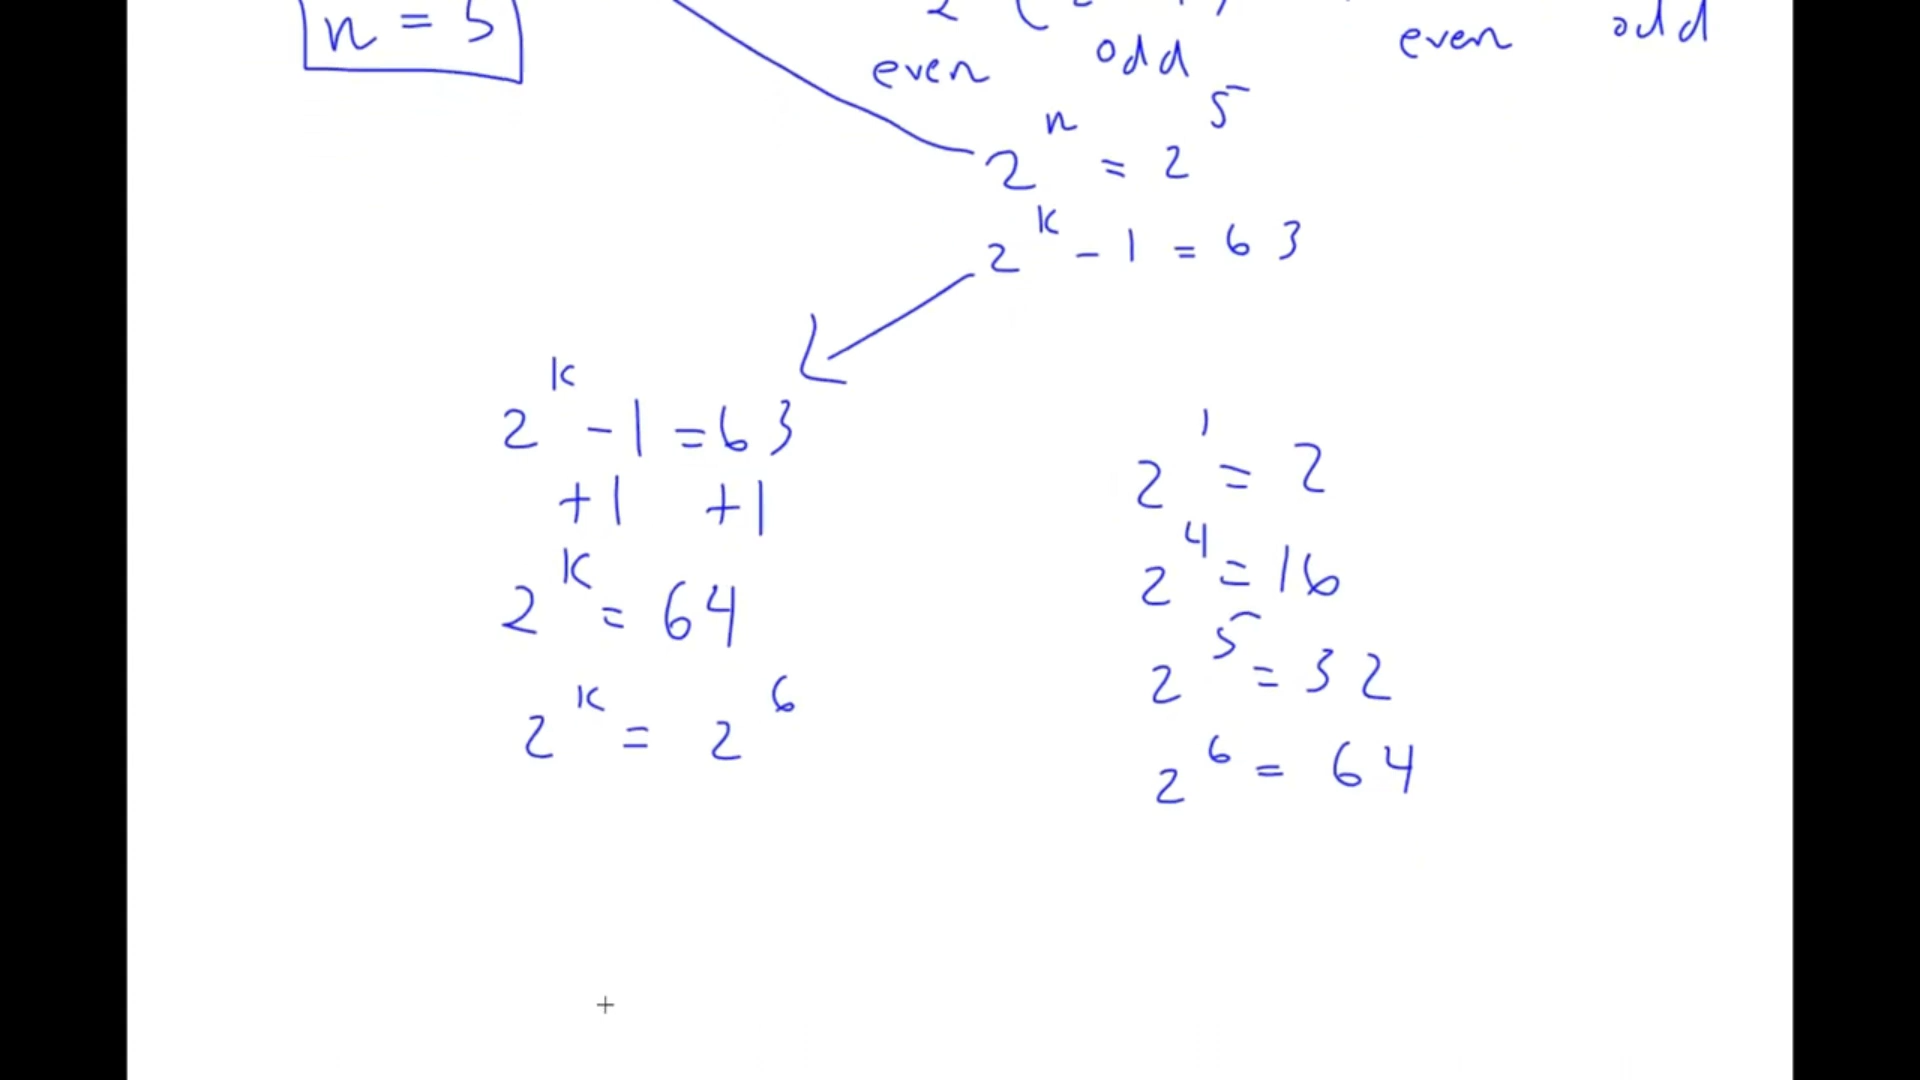 n = 5
even odd even odd
2^n = 2^5
2^k - 1 = 63
2^k - 1 = 63
+1 +1
2^k = 64
2^k = 2^6
2^1 = 2
2^4 = 16
2^5 = 32
2^6 = 64